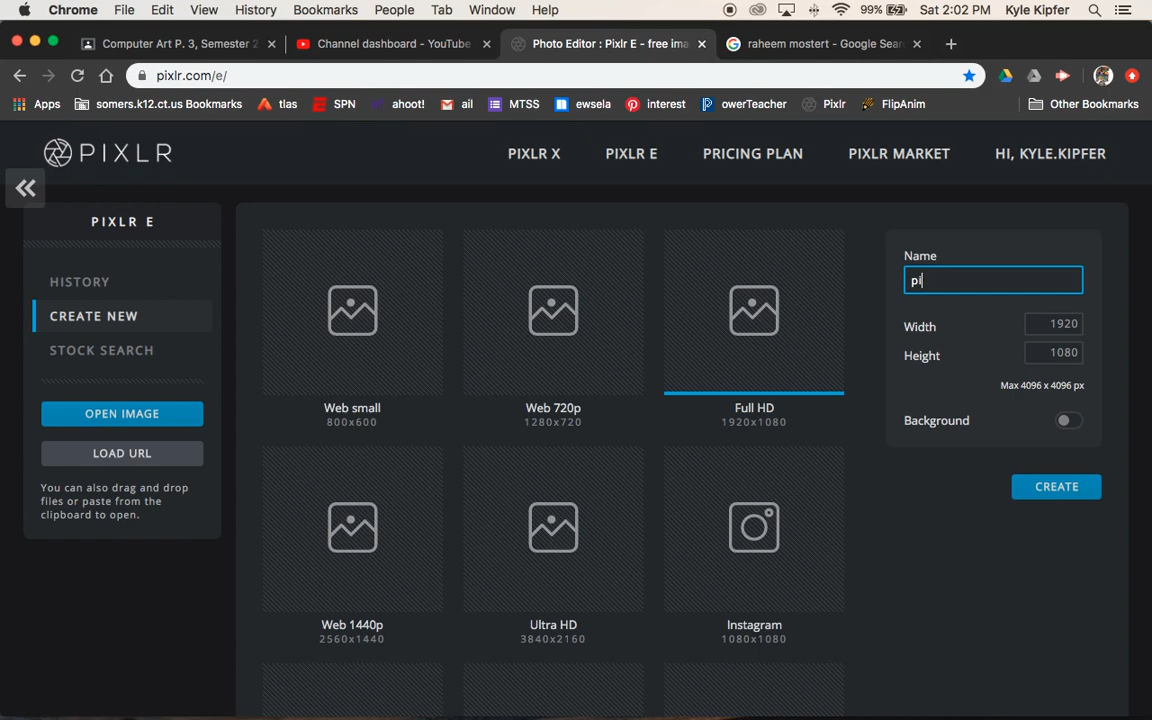 Chrome File Edit View History Bookmarks People Tab Window Help 99% Sat 2:02 PM Kyle Kipfer
Computer Art P. 3, Semester 2 Channel dashboard - YouTube Photo Editor : Pixlr E - free ima raheem mostert - Google Sear
pixlr.com/e/
Apps somers.k12.ct.us Bookmarks tlas SPN ahoot! ail MTSS ewsela interest owerTeacher Pixlr FlipAnim Other Bookmarks
PIXLR PIXLR X PIXLR E PRICING PLAN PIXLR MARKET HI, KYLE.KIPFER
PIXLR E
HISTORY
CREATE NEW
STOCK SEARCH
OPEN IMAGE
LOAD URL
You can also drag and drop
files or paste from the
clipboard to open.
Web small
800x600
Web 720p
1280x720
Full HD
1920x1080
Web 1440p
2560x1440
Ultra HD
3840x2160
Instagram
1080x1080
Name
pi
Width 1920
Height 1080
Max 4096 x 4096 px
Background
CREATE